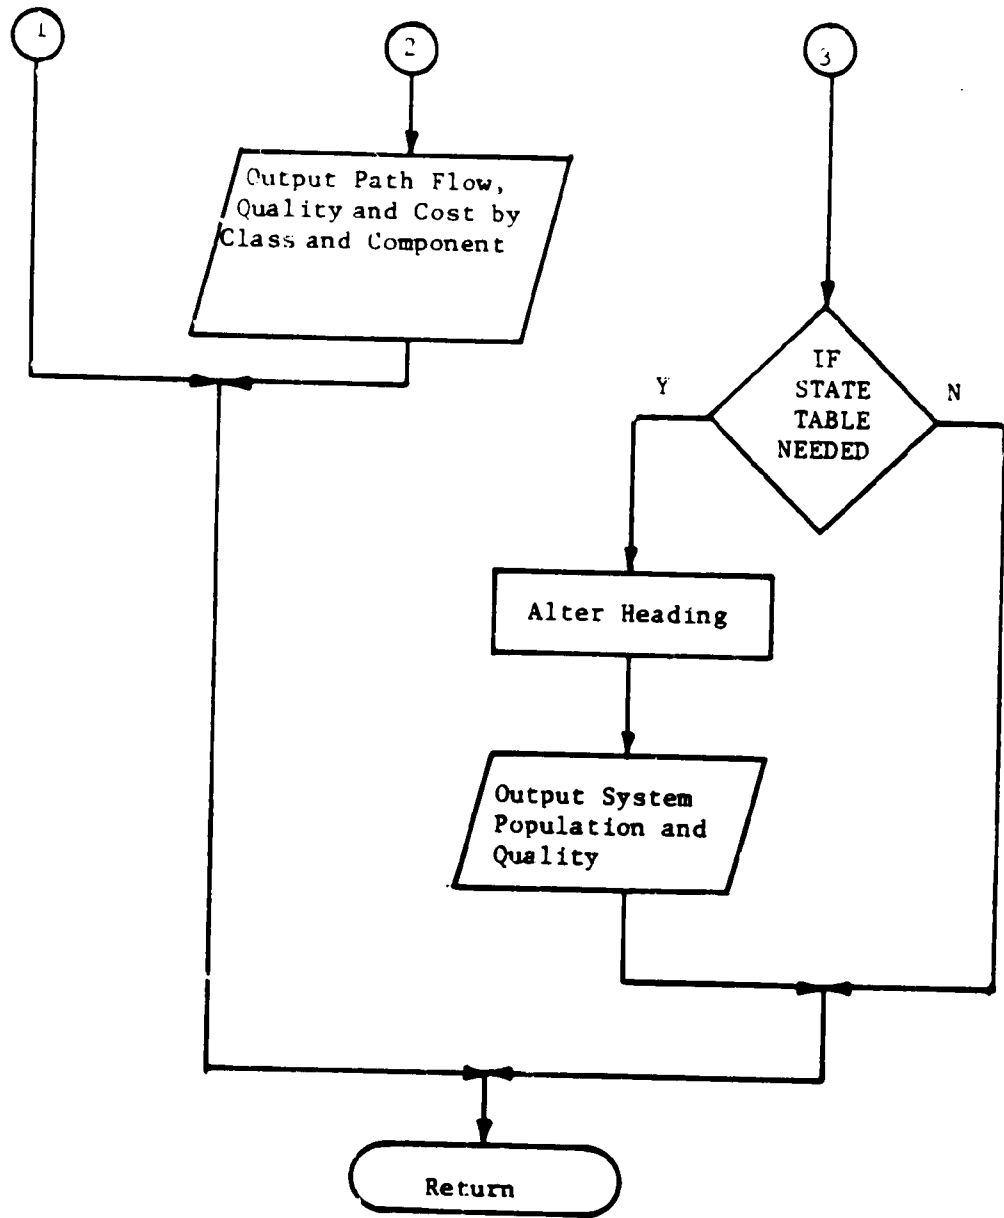 1
2
3
Output Path Flow,
Quality and Cost by
Class and Component
IF
STATE
TABLE
NEEDED
Y
N
Alter Heading
Output System
Population and
Quality
Return